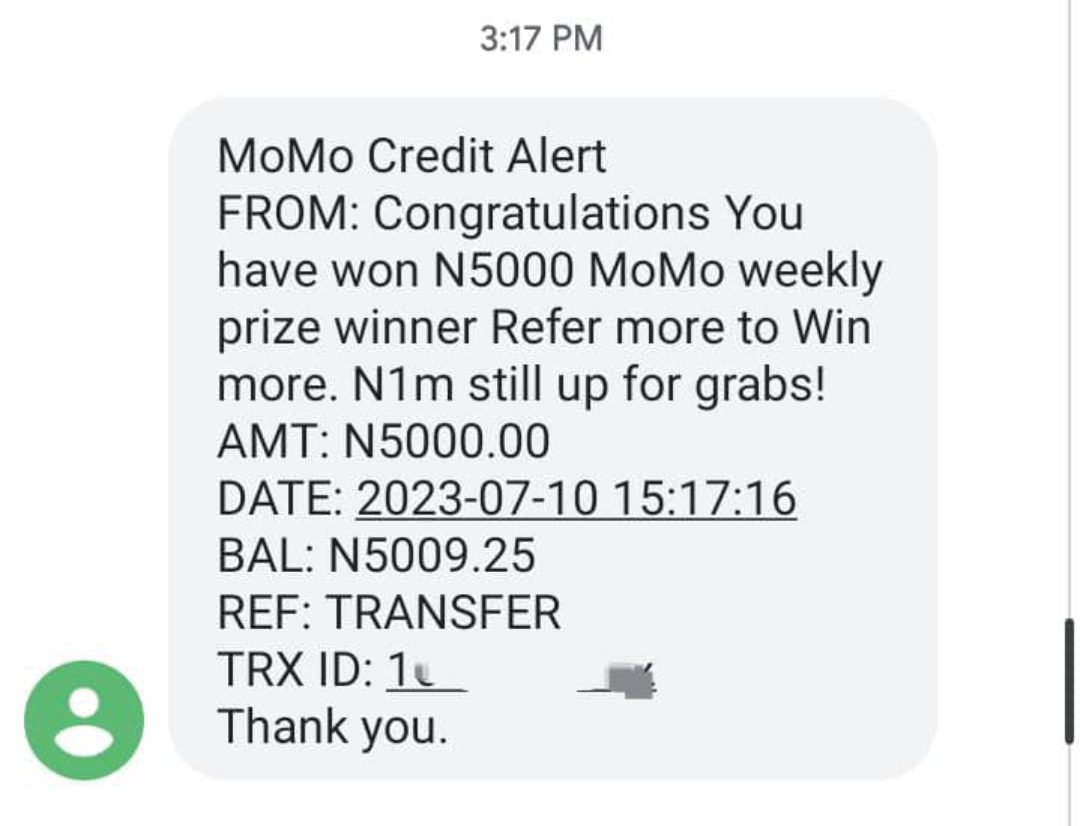 3:17 PM
MoMo Credit Alert
FROM: Congratulations You
have won N5000 MoMo weekly
prize winner Refer more to Win
more. N1m still up for grabs!
AMT: N5000.00
DATE: 2023-07-10 15:17:16
BAL: N5009.25
REF: TRANSFER
TRX ID:
Thank you.